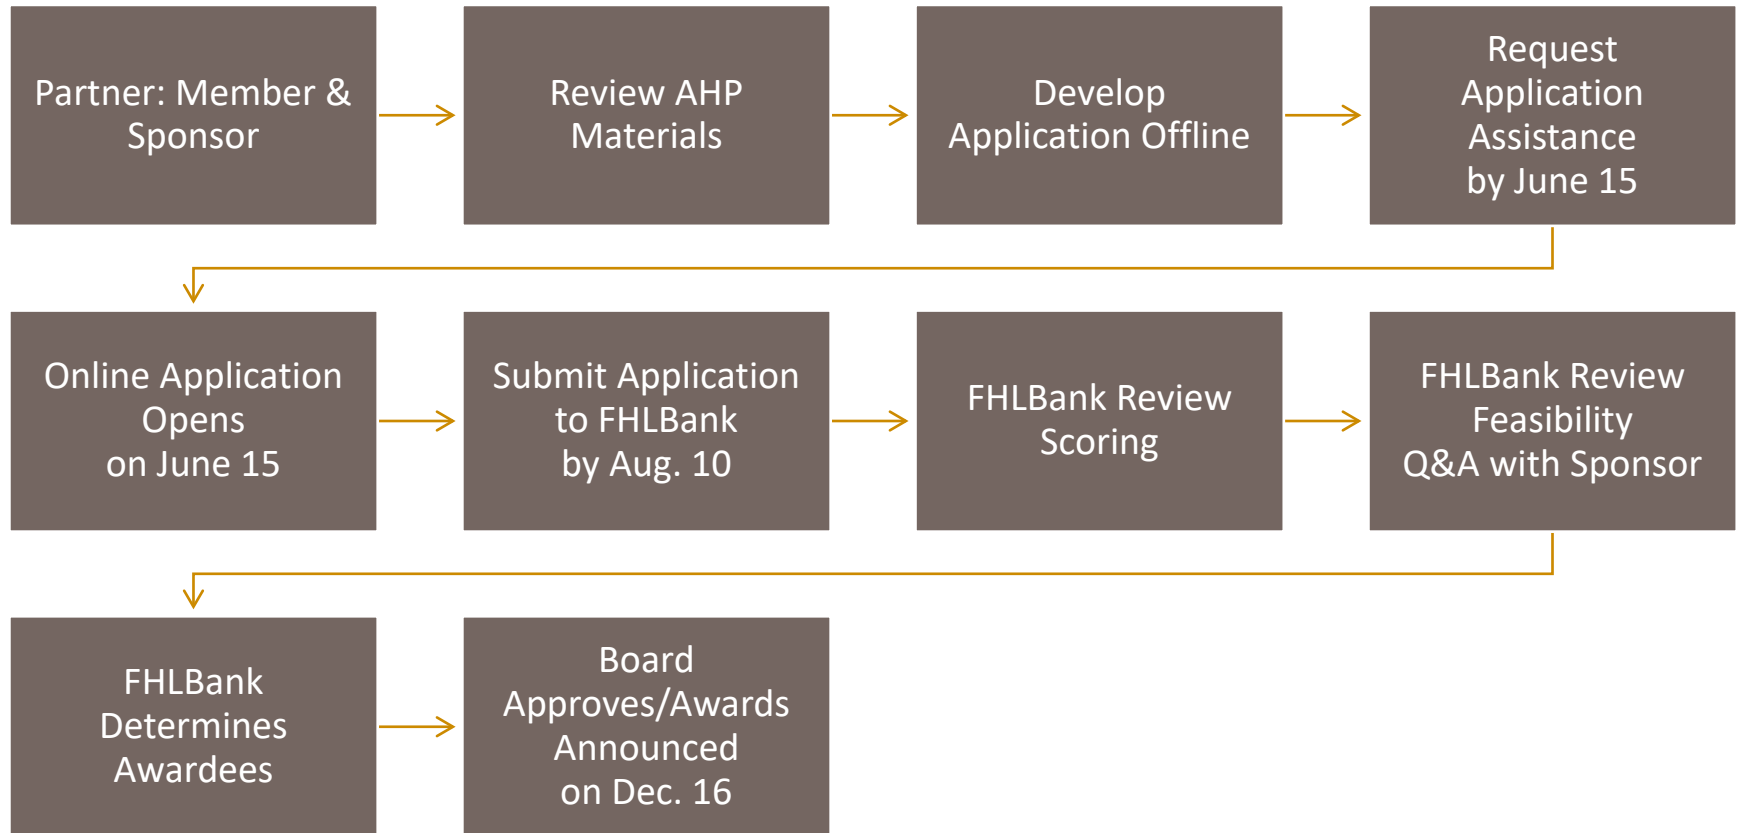 Partner: Member &
Sponsor
Review AHP
Materials
Develop
Application Offline
Request
Application
Assistance
by June 15
Online Application
Opens
on June 15
Submit Application
to FHLBank
by Aug. 10
FHLBank Review
Scoring
FHLBank Review
Feasibility
Q&A with Sponsor
FHLBank
Determines
Awardees
Board
Approves/Awards
Announced
on Dec. 16